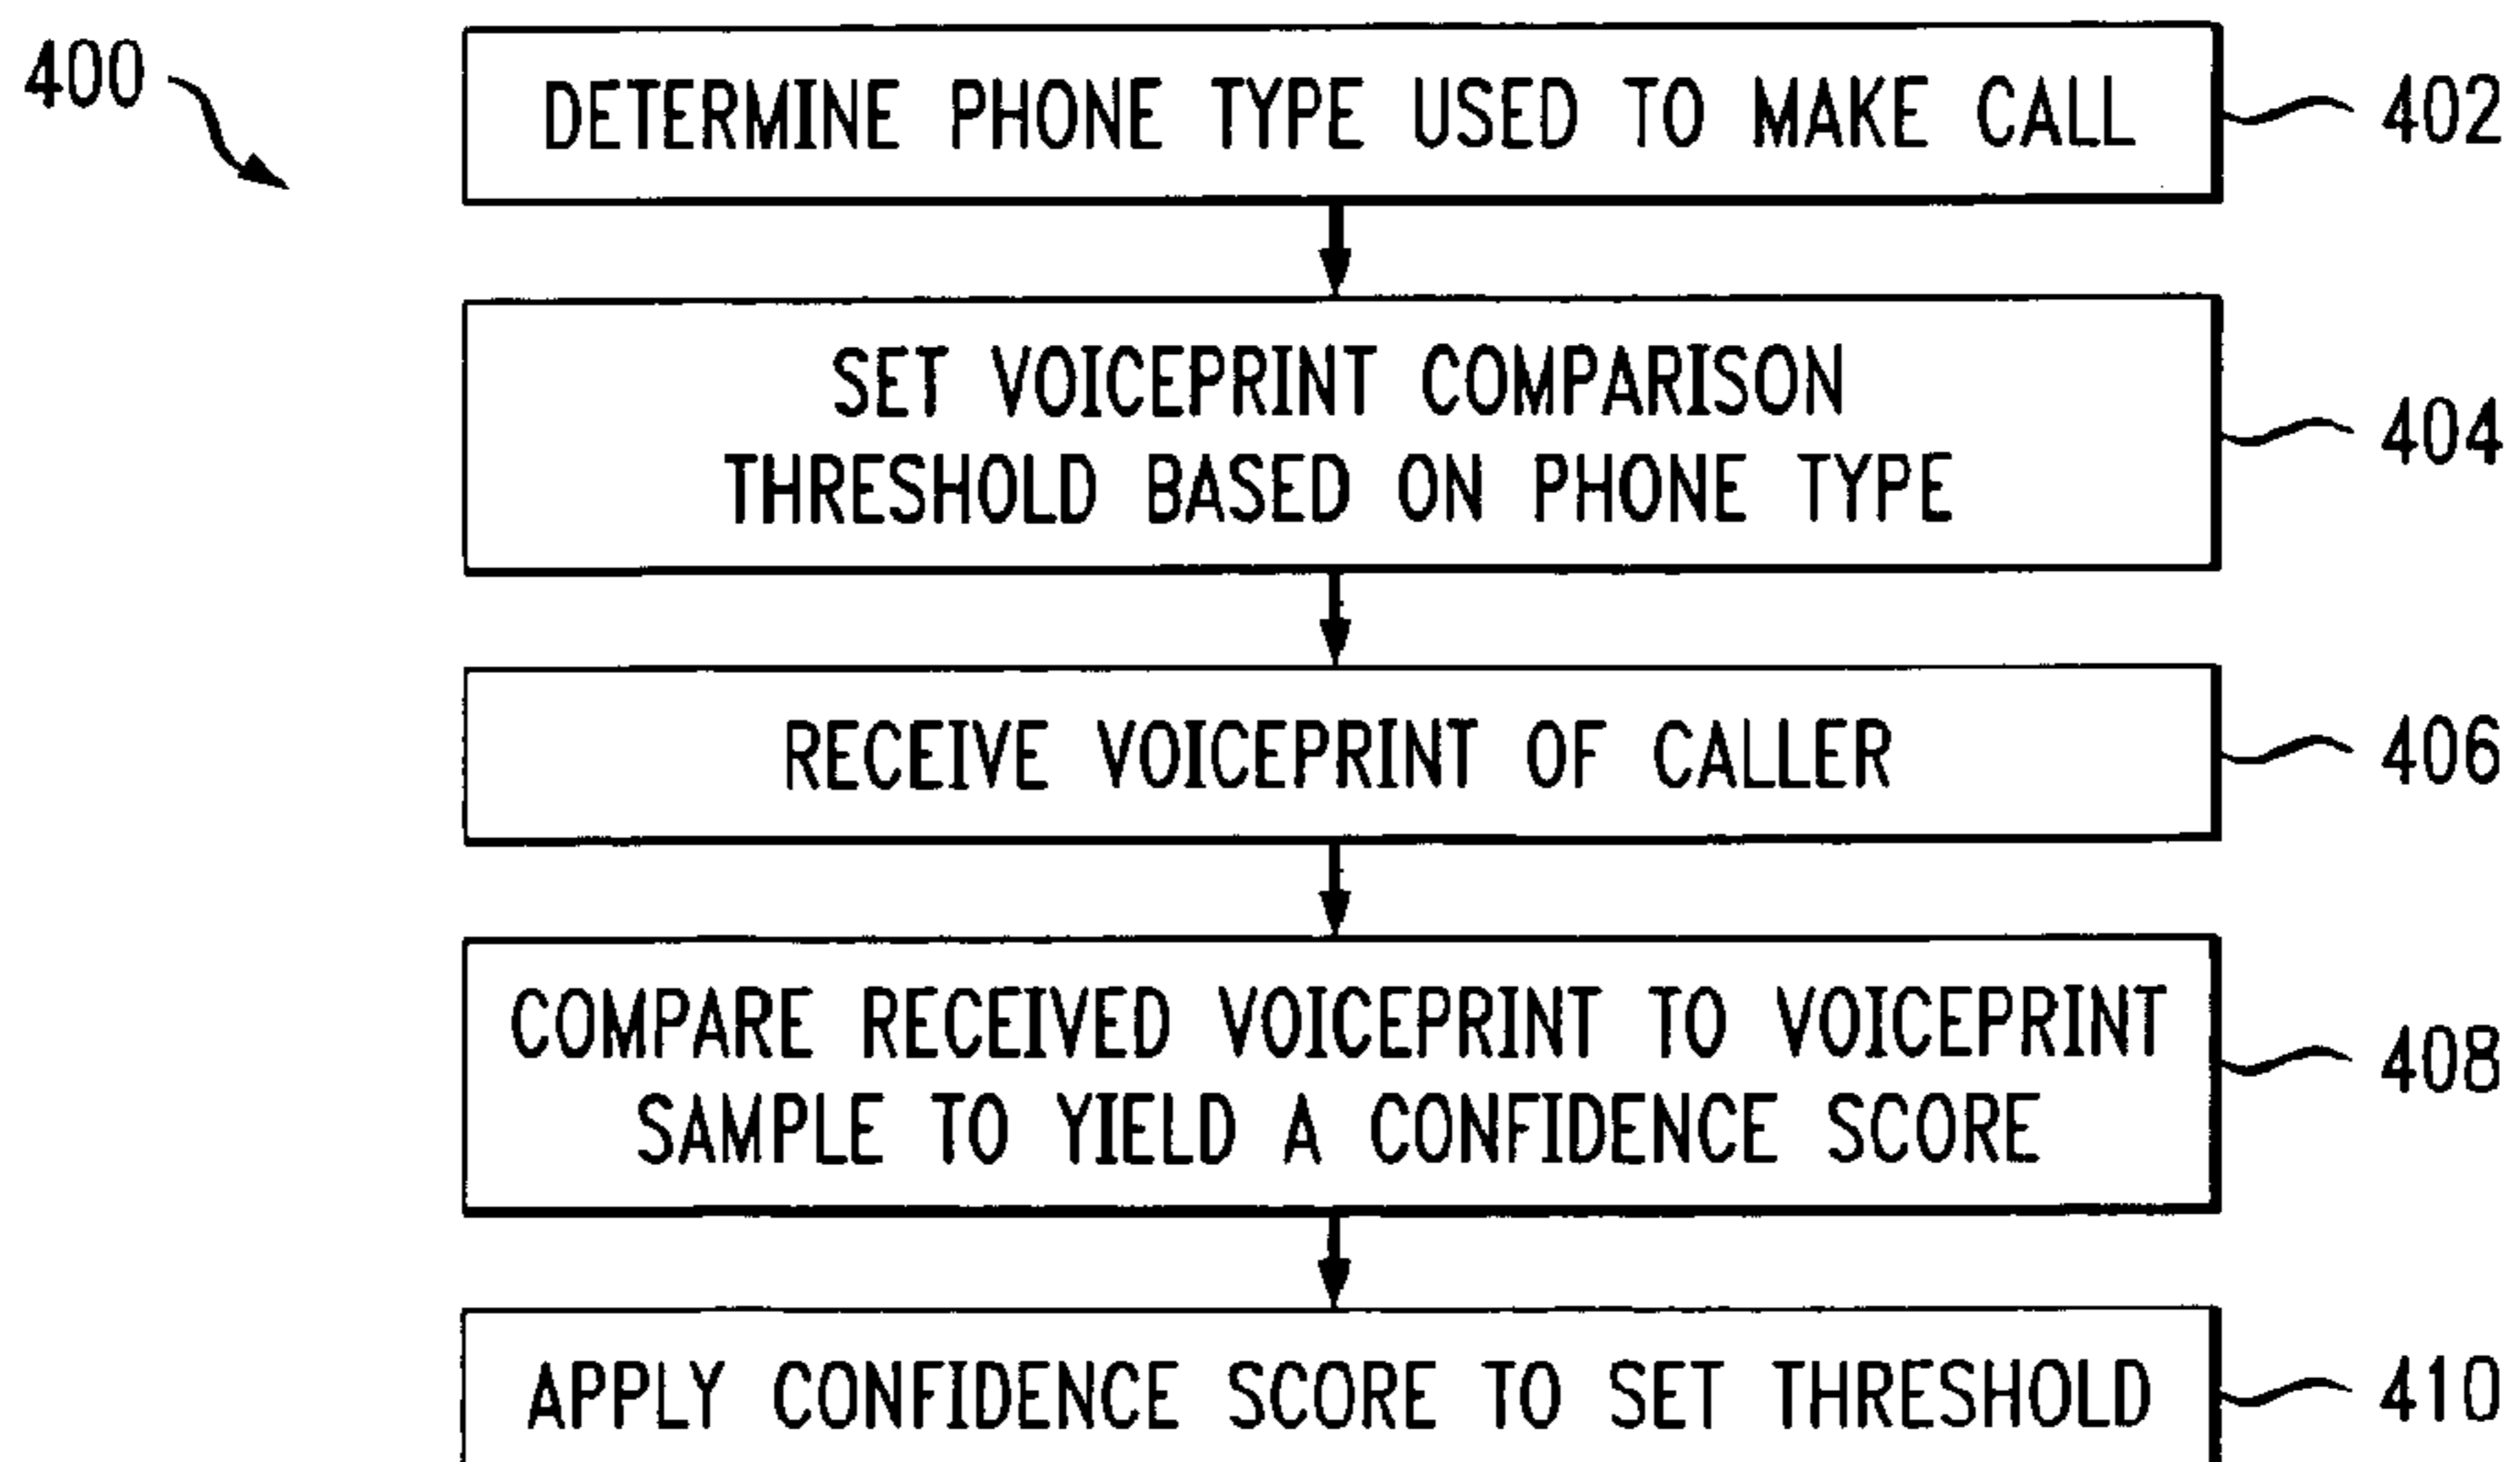 400
DETERMINE PHONE TYPE USED TO MAKE CALL
402
SET VOICEPRINT COMPARISON
THRESHOLD BASED ON PHONE TYPE
404
RECEIVE VOICEPRINT OF CALLER
406
COMPARE RECEIVED VOICEPRINT TO VOICEPRINT
SAMPLE TO YIELD A CONFIDENCE SCORE
408
APPLY CONFIDENCE SCORE TO SET THRESHOLD
410